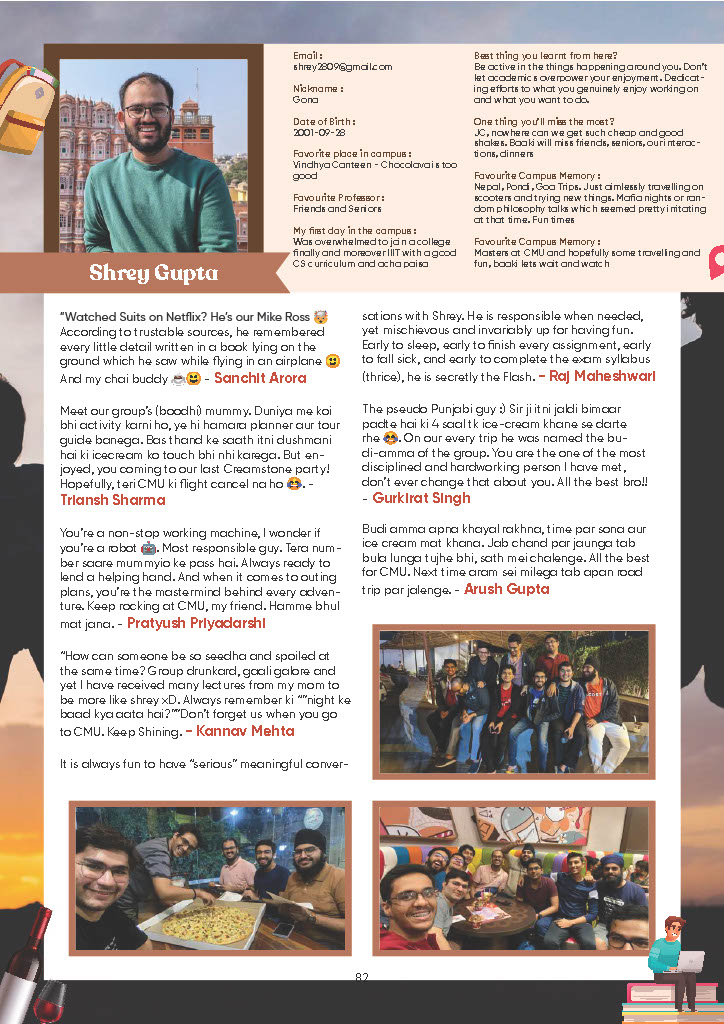 Email :
shrey2809@gmail.com
Nickname :
Gona
Date of Birth :
2001-09-28
Favorite place in campus :
Vindhya Canteen - Chocolava is too
good
Favourite Professor :
Friends and Seniors
My first day in the campus :
Was overwhelmed to join a college
finally and moreover IIIT with a good
CS curriculum and acha paisa
Best thing you learnt from here?
Be active in the things happening around you. Don't
let academics overpower your enjoyment. Dedicat-
ing efforts to what you genuinely enjoy working on
and what you want to do.
One thing you'll miss the most?
JC, nowhere can we get such cheap and good
shakes. Baaki will miss friends, seniors, our interac-
tions, dinners
Favourite Campus Memory :
Nepal, Pondi, Goa Trips. Just aimlessly travelling on
scooters and trying new things. Mafia nights or ran-
dom philosophy talks which seemed pretty irritating
at that time. Fun times
Favourite Campus Memory :
Masters at CMU and hopefully some travelling and
fun, baaki lets wait and watch
Shrey Gupta
"Watched Suits on Netflix? He's our Mike Ross 🤯
According to trustable sources, he remembered
every little detail written in a book lying on the
ground which he saw while flying in an airplane 😆
And my chai buddy ☕😆 - Sanchit Arora
Meet our group's (boodhi) mummy. Duniya me koi
bhi activity karni ho, ye hi hamara planner aur tour
guide banega. Bas thand ke saath itni dushmani
hai ki icecream ko touch bhi nhi karega. But en-
joyed, you coming to our last Creamstone party!
Hopefully, teri CMU ki flight cancel na ho 😂. -
Triansh Sharma
You're a non-stop working machine, I wonder if
you're a robot 🤖. Most responsible guy. Tera num-
ber saare mummyio ke pass hai. Always ready to
lend a helping hand. And when it comes to outing
plans, you're the mastermind behind every adven-
ture. Keep rocking at CMU, my friend. Hamme bhul
mat jana. - Pratyush Priyadarshi
"How can someone be so seedha and spoiled at
the same time? Group drunkard, gaali galore and
yet I have received many lectures from my mom to
be more like shrey xD. Always remember ki ""night ke
baad kya aata hai?""Don't forget us when you go
to CMU. Keep Shining. - Kannav Mehta
It is always fun to have "serious" meaningful conver-
sations with Shrey. He is responsible when needed,
yet mischievous and invariably up for having fun.
Early to sleep, early to finish every assignment, early
to fall sick, and early to complete the exam syllabus
(thrice), he is secretly the Flash. - Raj Maheshwari
The pseudo Punjabi guy :) Sir ji itni jaldi bimaar
padte hai ki 4 saal tk ice-cream khane se darte
rhe 😂. On our every trip he was named the bu-
di-amma of the group. You are the one of the most
disciplined and hardworking person I have met,
don't ever change that about you. All the best bro!!
- Gurkirat Singh
Budi amma apna khayal rakhna, time par sona aur
ice cream mat khana. Jab chand par jaunga tab
bula lunga tujhe bhi, sath mei chalenge. All the best
for CMU. Next time aram sei milega tab apan road
trip par jalenge. - Arush Gupta
82